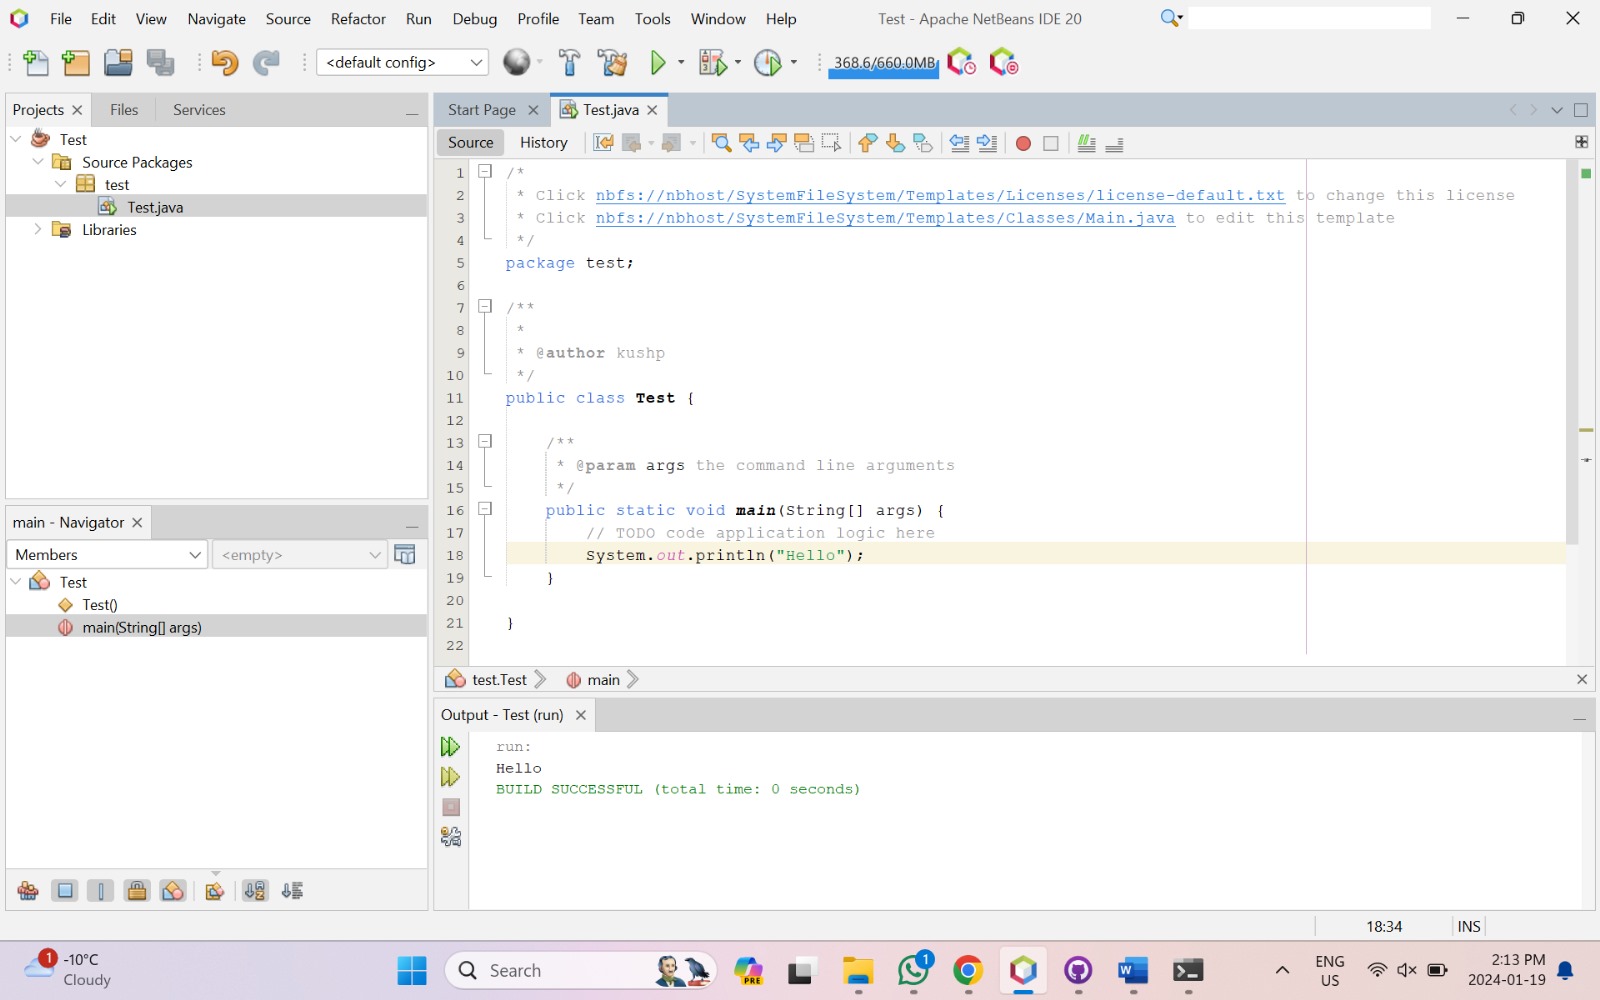 File Edit View Navigate Source Refactor Run Debug Profile Team Tools Window Help Test - Apache NetBeans IDE 20
<default config> 368.6/660.0MB
Projects Files Services
Test
Source Packages
test
Test.java
Libraries
main - Navigator
Members <empty>
Test
Test()
main(String[] args)
Start Page Test.java
Source History
1 /*
2 * Click nbfs://nbhost/SystemFileSystem/Templates/Licenses/license-default.txt to change this license
3 * Click nbfs://nbhost/SystemFileSystem/Templates/Classes/Main.java to edit this template
4 */
5 package test;
6
7 /**
8 *
9 * @author kushp
10 */
11 public class Test {
12
13 /**
14 * @param args the command line arguments
15 */
16 public static void main(String[] args) {
17 // TODO code application logic here
18 System.out.println("Hello");
19 }
20
21 }
22
test.Test main
Output - Test (run)
run:
Hello
BUILD SUCCESSFUL (total time: 0 seconds)
18:34 INS
1 -10°C
Cloudy
Search
PRE
1
ENG
US
2:13 PM
2024-01-19